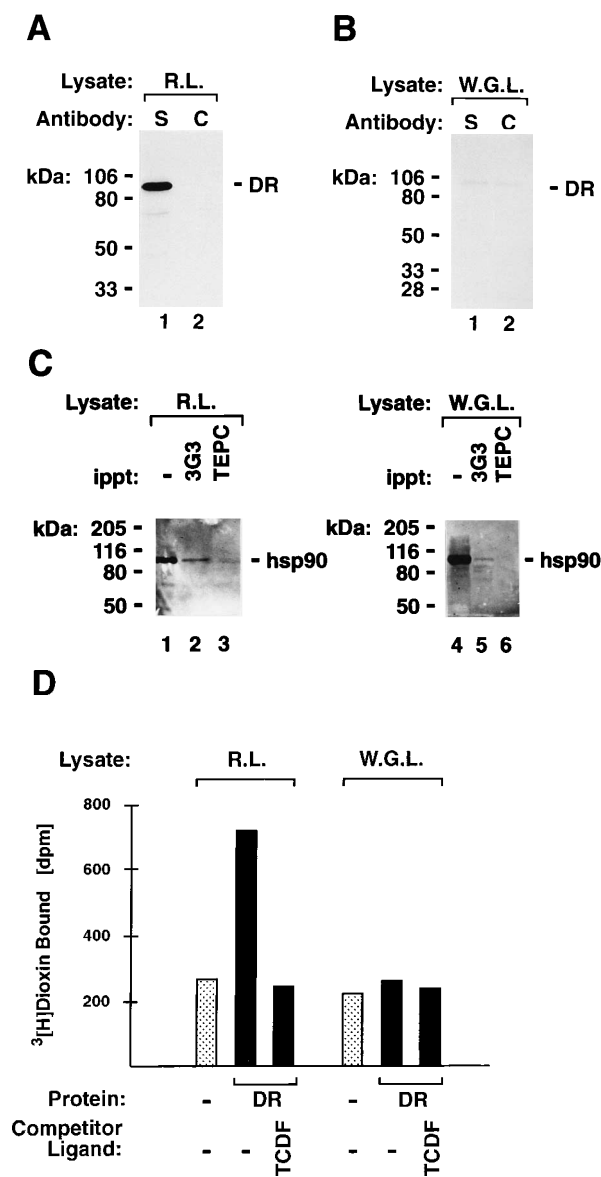 A
Lysate: R.L.
Antibody: S C
kDa: 106 - - DR
80 -
50 -
33 -
1 2
B
Lysate: W.G.L.
Antibody: S C
kDa: 106 - - DR
80 -
50 -
33 -
28 -
1 2
C
Lysate: R.L.
ippt: - 3G3 TEPC
kDa: 205 -
116 -
80 - - hsp90
50 -
1 2 3
Lysate: W.G.L.
ippt: - 3G3 TEPC
kDa: 205 -
116 -
80 - - hsp90
50 -
4 5 6
D
Lysate: R.L. W.G.L.
3[H]Dioxin Bound [dpm]
800
600
400
200
Protein: - DR - DR
Competitor
Ligand: - - TCDF - - TCDF